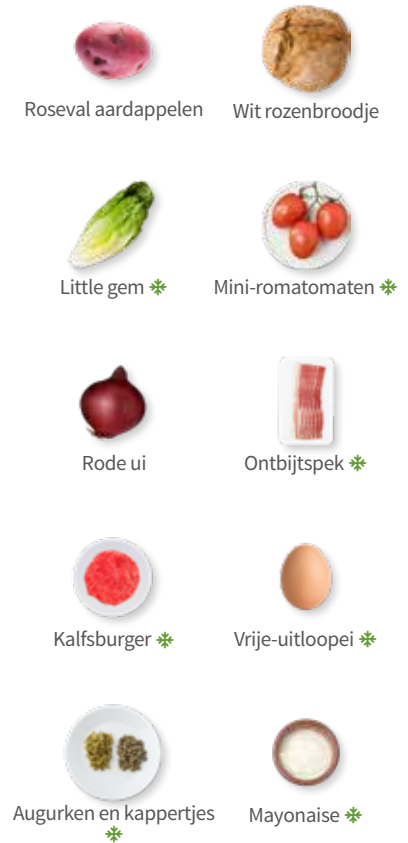 Roseval aardappelen
Wit rozenbroodje
Little gem
Mini-romatomaten
Rode ui
Ontbijtspek
Kalfsburger
Vrije-uitloopei
Augurken en kappertjes
Mayonaise